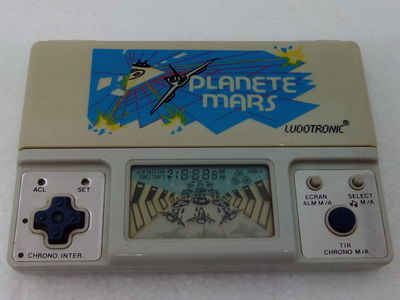 PLANETE
MARS
LUDOTRONIC®
ACL
SET
CHRONO INTER.
ECRAN
ALM M/A
SELECT
M/A
TIR
CHRONO M/A